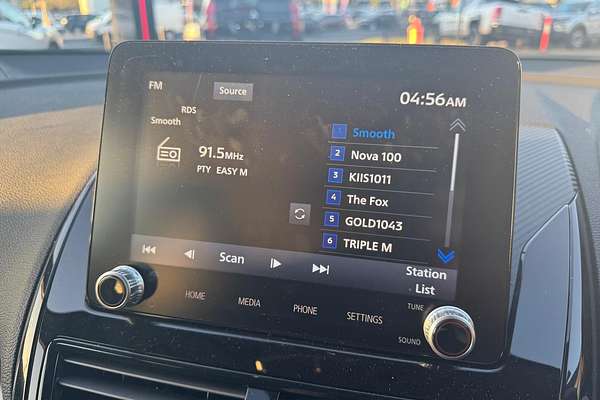 FM
Source
04:56AM
RDS
Smooth
91.5MHz
PTY EASY M
1 Smooth
2 Nova 100
3 KIIS1011
4 The Fox
5 GOLD1043
6 TRIPLE M
Scan
Station
List
HOME
MEDIA
PHONE
SETTINGS
TUNE
SOUND